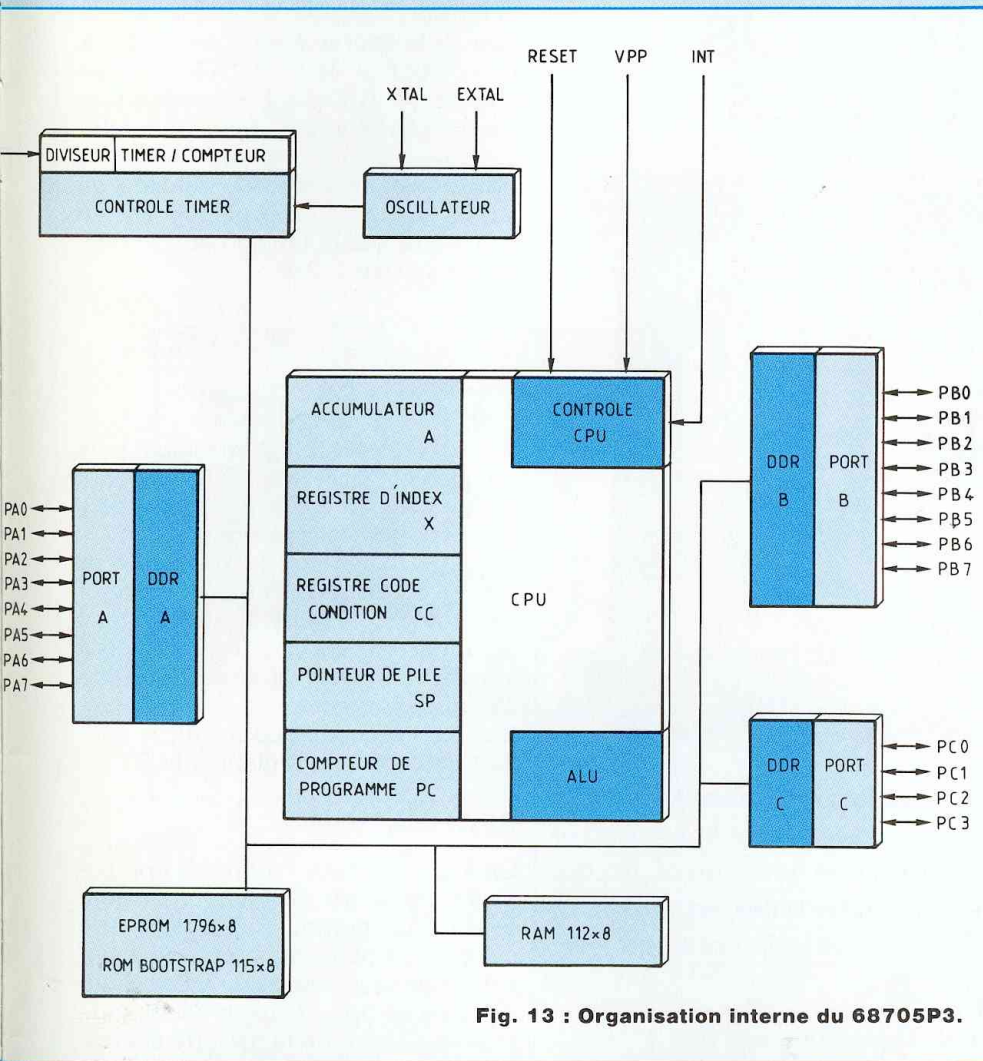 RESET VPP INT
XTAL EXTAL
DIVISEUR TIMER / COMPTEUR
CONTROLE TIMER
OSCILLATEUR
ACCUMULATEUR
A
REGISTRE D'INDEX
X
REGISTRE CODE
CONDITION CC
POINTEUR DE PILE
SP
COMPTEUR DE
PROGRAMME PC
CONTROLE
CPU
CPU
ALU
PA0
PA1
PA2
PA3
PA4
PA5
PA6
PA7
PORT
A
DDR
A
DDR
B
PORT
B
PB0
PB1
PB2
PB3
PB4
PB5
PB6
PB7
DDR
C
PORT
C
PC0
PC1
PC2
PC3
EPROM 1796×8
ROM BOOTSTRAP 115×8
RAM 112×8
Fig. 13 : Organisation interne du 68705P3.